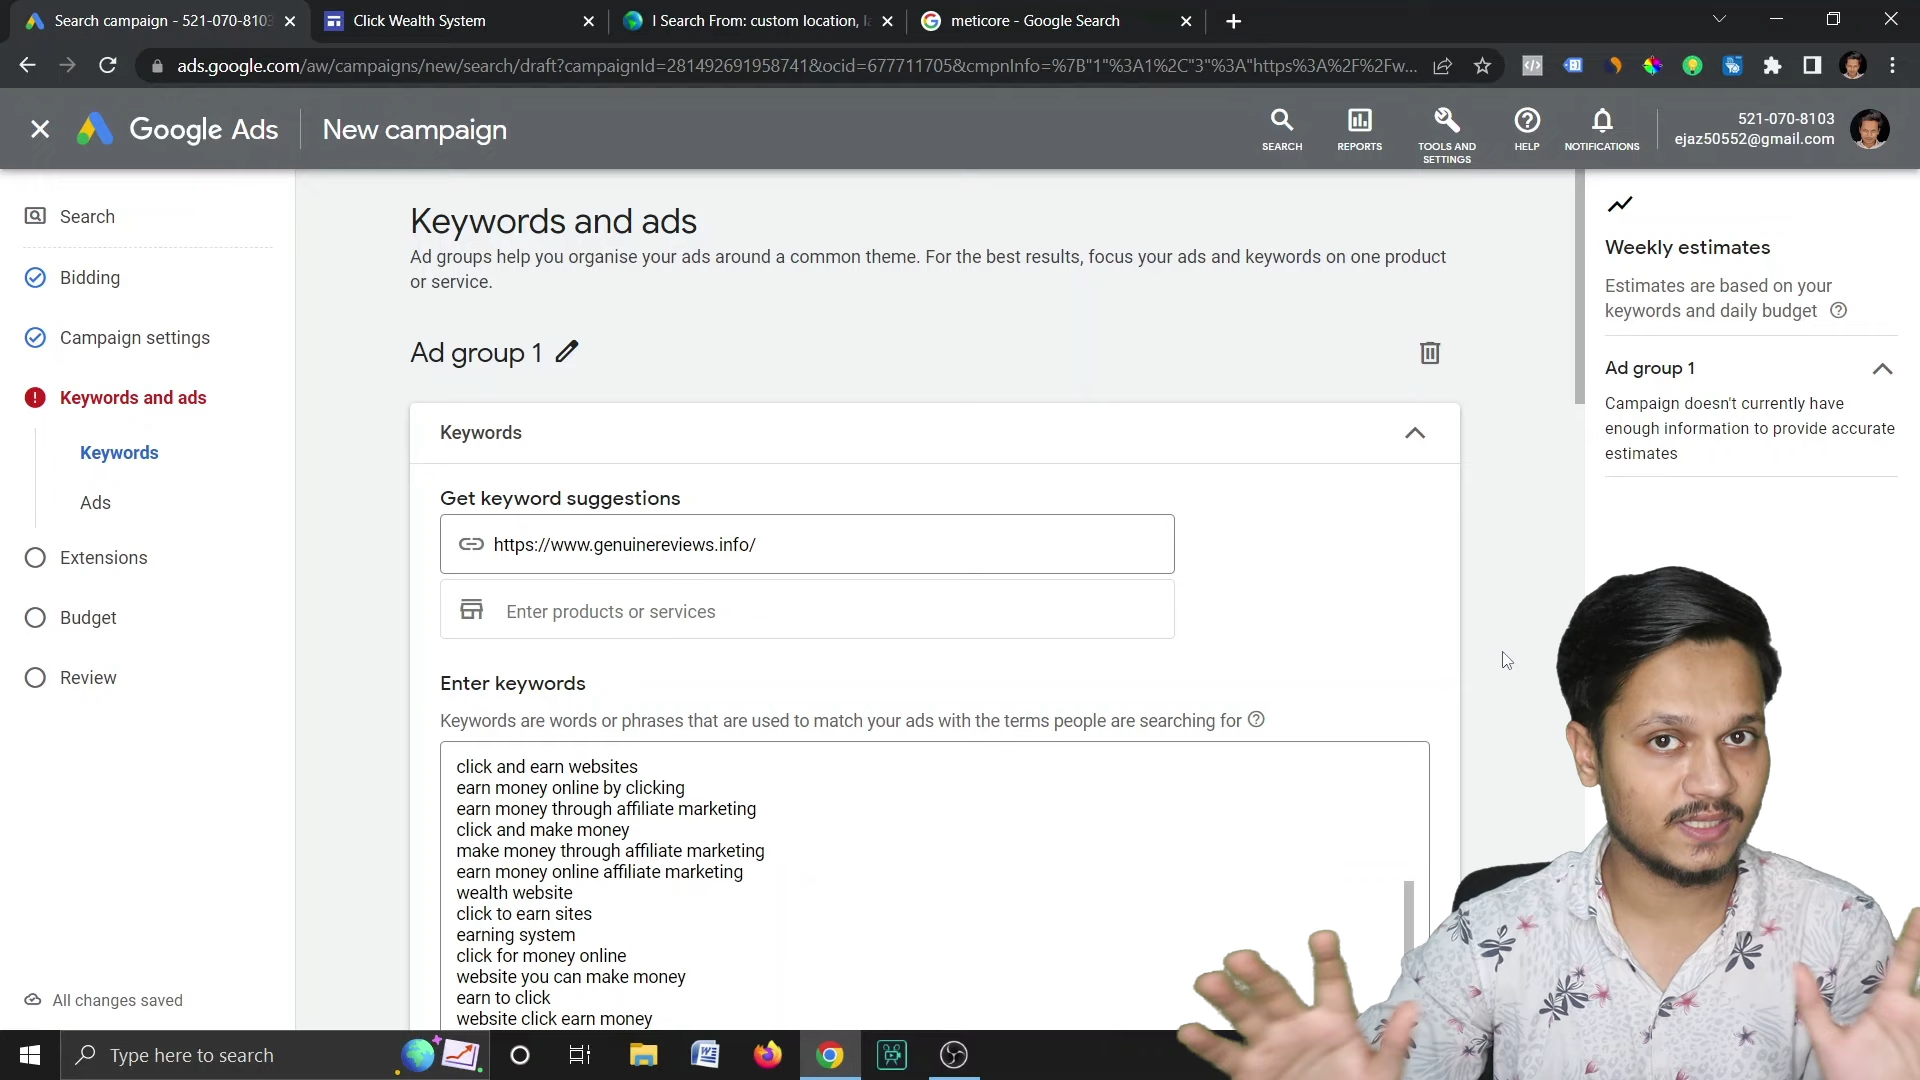 Search campaign - 521-070-8103
Click Wealth System
I Search From: custom location, la
meticore - Google Search
ads.google.com/aw/campaigns/new/search/draft?campaignId=281492691958741&ocid=677711705&cmpnInfo=%7B"1"%3A1%2C"3"%3A"https%3A%2F%2Fw...
Google Ads
New campaign
SEARCH
REPORTS
TOOLS AND
SETTINGS
HELP
NOTIFICATIONS
521-070-8103
ejaz50552@gmail.com
Search
Bidding
Campaign settings
Keywords and ads
Keywords
Ads
Extensions
Budget
Review
All changes saved
Keywords and ads
Ad groups help you organise your ads around a common theme. For the best results, focus your ads and keywords on one product
or service.
Ad group 1
Keywords
Get keyword suggestions
https://www.genuinereviews.info/
Enter products or services
Enter keywords
Keywords are words or phrases that are used to match your ads with the terms people are searching for
click and earn websites
earn money online by clicking
earn money through affiliate marketing
click and make money
make money through affiliate marketing
earn money online affiliate marketing
wealth website
click to earn sites
earning system
click for money online
website you can make money
earn to click
website click earn money
Weekly estimates
Estimates are based on your
keywords and daily budget
Ad group 1
Campaign doesn't currently have
enough information to provide accurate
estimates
Type here to search